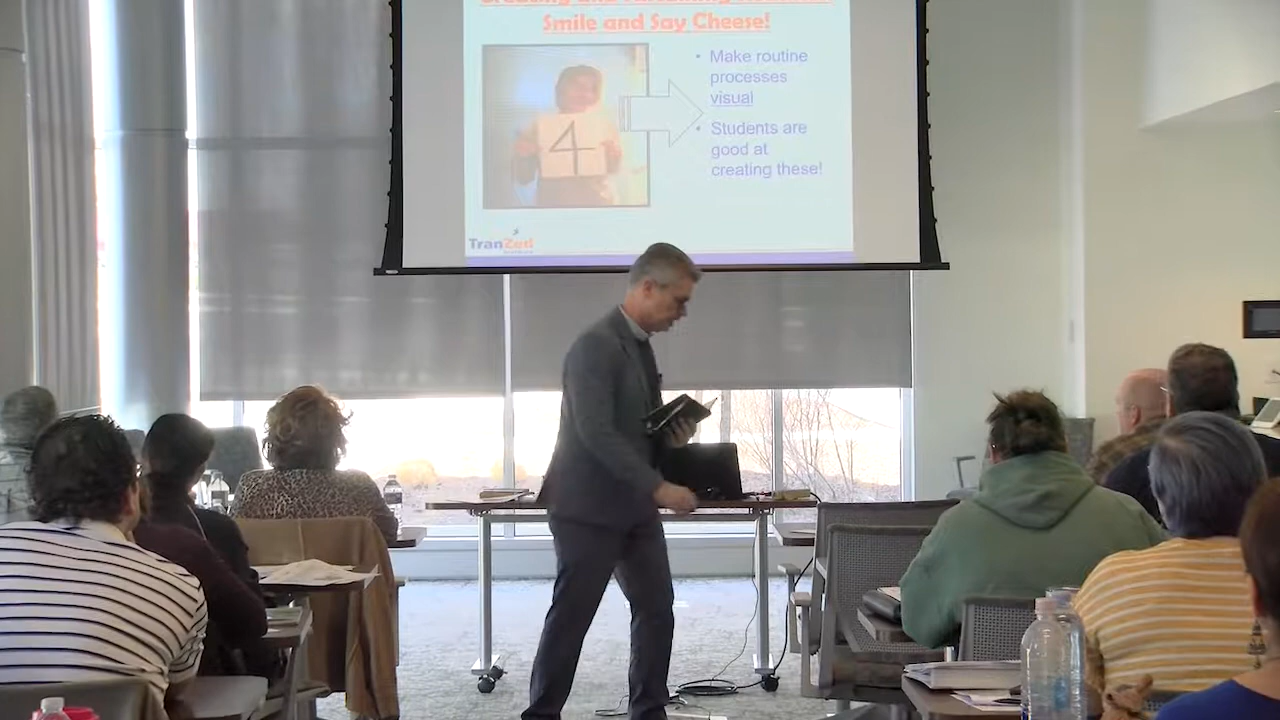 Smile and Say Cheese!
4
• Make routine
processes
visual
• Students are
good at
creating these!
TranZed